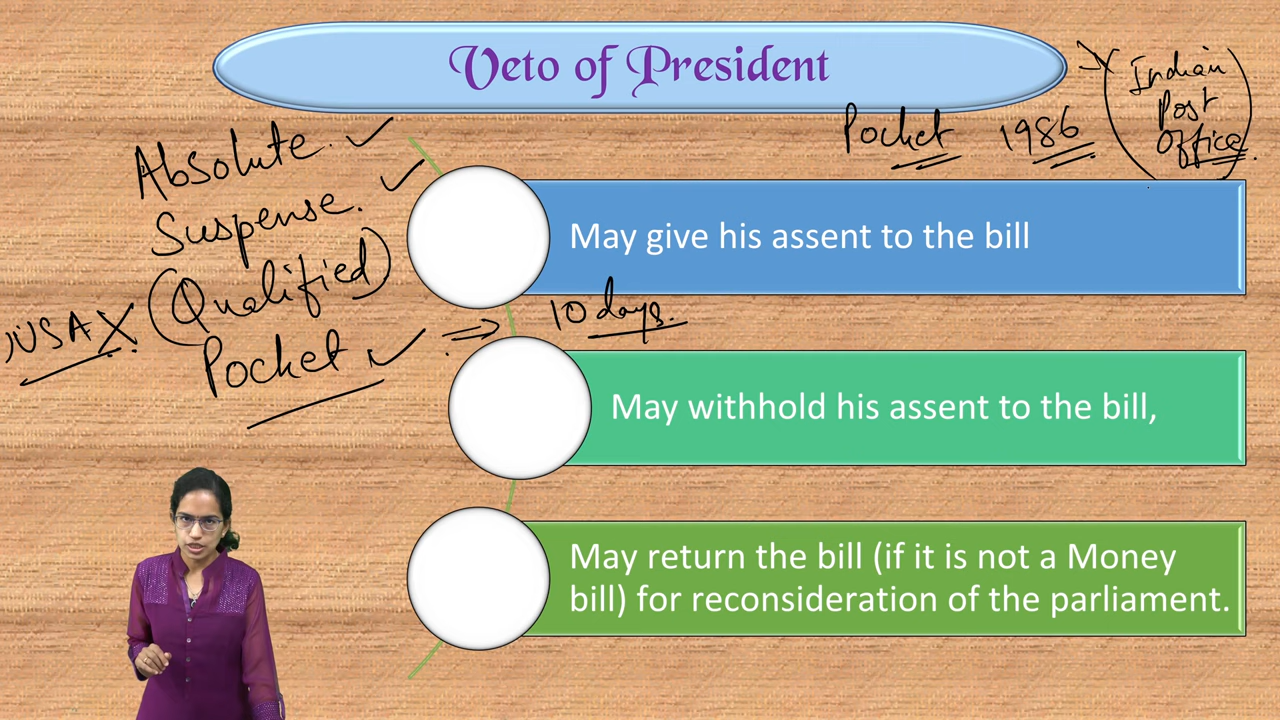 Veto of President
Indian
Post
Office.
Pocket 1986
Absolute.
Suspense.
(Qualified)
USA
Pocket
10 days.
May give his assent to the bill
May withhold his assent to the bill,
May return the bill (if it is not a Money
bill) for reconsideration of the parliament.